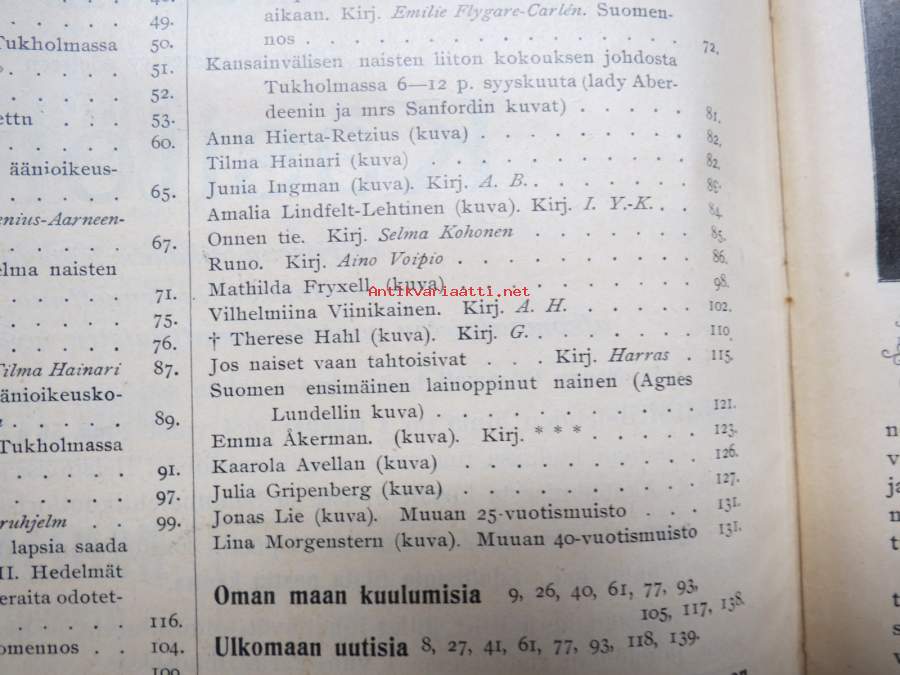 49.
Tukholmassa 50.
51.
52.
53.
60.
äänioikeus-
65.
enius-Aarneen-
67.
elma naisten
71.
75.
76.
Tilma Hainari 87.
äänioikeusko-
89.
Tukholmassa
91.
97.
ruhjelm . . 99.
lapsia saada
II. Hedelmät
eraita odotet-
116.
omennos . . 104.
aikaan. Kirj. Emilie Flygare-Carlén. Suomen-
nos . . . . . . . . . . . . . . . . . 72.
Kansainvälisen naisten liiton kokouksen johdosta
Tukholmassa 6—12 p. syyskuuta (lady Aber-
deenin ja mrs Sanfordin kuvat) . . . . . 81.
Anna Hierta-Retzius (kuva) . . . . . . . . . 82.
Tilma Hainari (kuva) . . . . . . . . . . . 82.
Junia Ingman (kuva). Kirj. A. B. . . . . . . .
Amalia Lindfelt-Lehtinen (kuva). Kirj. I. Y.-K. . . 84.
Onnen tie. Kirj. Selma Kohonen . . . . . . . 85.
Runo. Kirj. Aino Voipio . . . . . . . . . . 86.
Mathilda Fryxell (kuva) . . . . . . . . . . 98.
Antikvariaatti.net
Vilhelmiina Viinikainen. Kirj. A. H. . . . . . 102.
† Therese Hahl (kuva). Kirj. G. . . . . . . . 110
Jos naiset vaan tahtoisivat . . . Kirj. Harras . 115.
Suomen ensimäinen lainoppinut nainen (Agnes
Lundellin kuva) . . . . . . . . . . . . 121.
Emma Åkerman. (kuva). Kirj. * * * . . . . . 123.
Kaarola Avellan (kuva) . . . . . . . . . . 126.
Julia Gripenberg (kuva) . . . . . . . . . . 127.
Jonas Lie (kuva). Muuan 25-vuotismuisto . . . 131.
Lina Morgenstern (kuva). Muuan 40-vuotismuisto 131.
Oman maan kuulumisia 9, 26, 40, 61, 77, 93,
105, 117, 138.
Ulkomaan uutisia 8, 27, 41, 61, 77, 93, 118, 139.